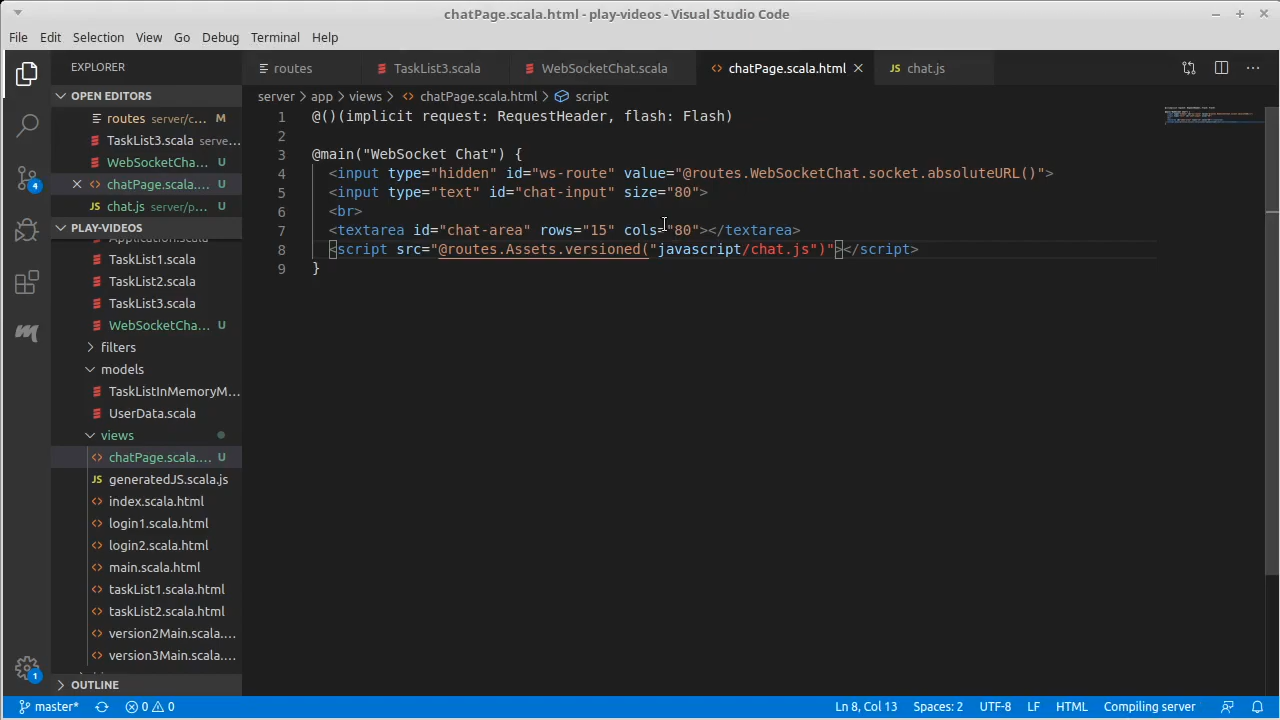 chatPage.scala.html - play-videos - Visual Studio Code
File Edit Selection View Go Debug Terminal Help
EXPLORER
routes
TaskList3.scala
WebSocketChat.scala
chatPage.scala.html
JS chat.js
OPEN EDITORS
server > app > views > chatPage.scala.html > script
routes server/c... M
TaskList3.scala serve...
WebSocketCha... U
chatPage.scala.... U
JS chat.js server/p... U
1 @()(implicit request: RequestHeader, flash: Flash)
2
3 @main("WebSocket Chat") {
4 <input type="hidden" id="ws-route" value="@routes.WebSocketChat.socket.absoluteURL()">
5 <input type="text" id="chat-input" size="80">
6 <br>
7 <textarea id="chat-area" rows="15" cols="80"></textarea>
8 <script src="@routes.Assets.versioned("javascript/chat.js")"></script>
9 }
PLAY-VIDEOS
Application.scala
TaskList1.scala
TaskList2.scala
TaskList3.scala
WebSocketCha... U
filters
models
TaskListInMemoryM...
UserData.scala
views
chatPage.scala.... U
JS generatedJS.scala.js
index.scala.html
login1.scala.html
login2.scala.html
main.scala.html
taskList1.scala.html
taskList2.scala.html
version2Main.scala....
version3Main.scala....
OUTLINE
4
1
master* 0 0 Ln 8, Col 13 Spaces: 2 UTF-8 LF HTML Compiling server